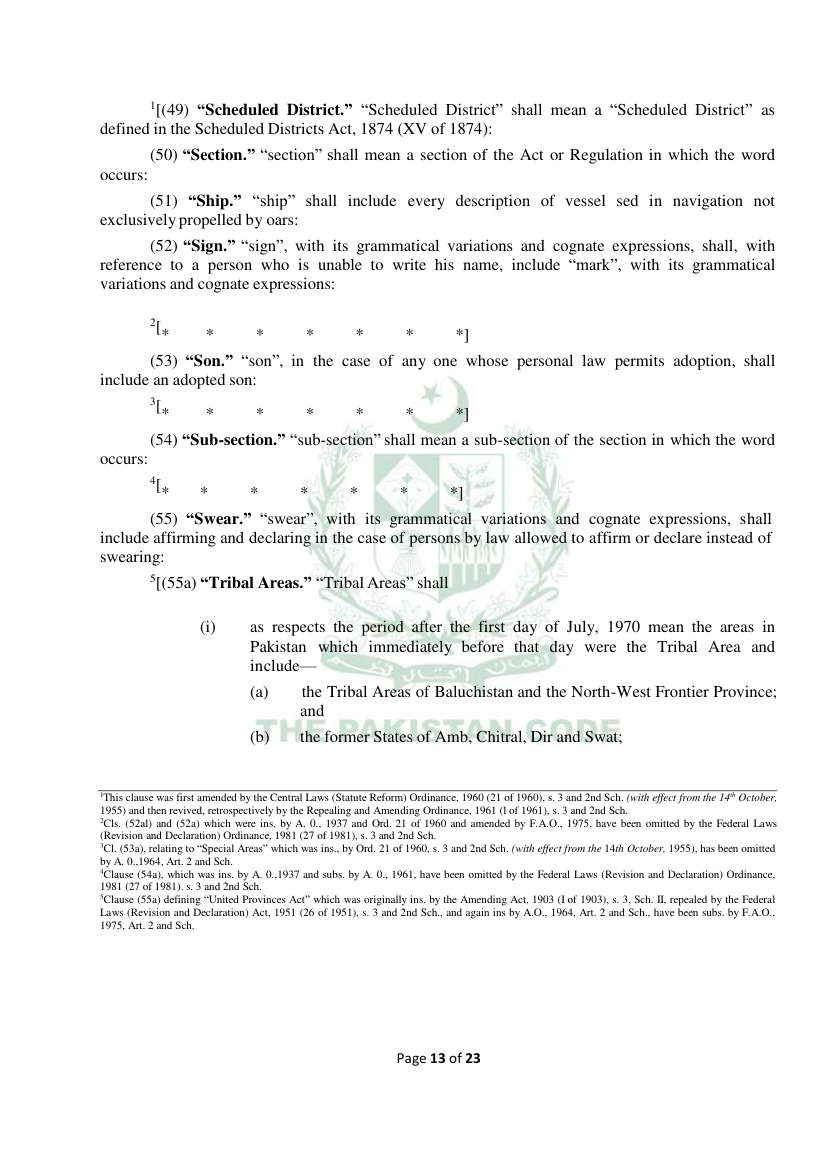 1[(49) “Scheduled District.” “Scheduled District” shall mean a “Scheduled District” as
defined in the Scheduled Districts Act, 1874 (XV of 1874):
(50) “Section.” “section” shall mean a section of the Act or Regulation in which the word
occurs:
(51) “Ship.” “ship” shall include every description of vessel sed in navigation not
exclusively propelled by oars:
(52) “Sign.” “sign”, with its grammatical variations and cognate expressions, shall, with
reference to a person who is unable to write his name, include “mark”, with its grammatical
variations and cognate expressions:
2[* * * * * * *]
(53) “Son.” “son”, in the case of any one whose personal law permits adoption, shall
include an adopted son:
3[* * * * * * *]
(54) “Sub-section.” “sub-section” shall mean a sub-section of the section in which the word
occurs:
4[* * * * * * *]
(55) “Swear.” “swear”, with its grammatical variations and cognate expressions, shall
include affirming and declaring in the case of persons by law allowed to affirm or declare instead of
swearing:
5[(55a) “Tribal Areas.” “Tribal Areas” shall
(i) as respects the period after the first day of July, 1970 mean the areas in
Pakistan which immediately before that day were the Tribal Area and
include—
(a) the Tribal Areas of Baluchistan and the North-West Frontier Province;
and
THE PAKISTAN CODE
(b) the former States of Amb, Chitral, Dir and Swat;
1This clause was first amended by the Central Laws (Statute Reform) Ordinance, 1960 (21 of 1960), s. 3 and 2nd Sch. (with effect from the 14th October,
1955) and then revived, retrospectively by the Repealing and Amending Ordinance, 1961 (l of 1961), s. 3 and 2nd Sch.
2Cls. (52al) and (52a) which were ins. by A. 0., 1937 and Ord. 21 of 1960 and amended by F.A.O., 1975, have been omitted by the Federal Laws
(Revision and Declaration) Ordinance, 1981 (27 of 1981), s. 3 and 2nd Sch.
3Cl. (53a), relating to “Special Areas” which was ins., by Ord. 21 of 1960, s. 3 and 2nd Sch. (with effect from the 14th October, 1955), has been omitted
by A. 0.,1964, Art. 2 and Sch.
4Clause (54a), which was ins. by A. 0.,1937 and subs. by A. 0., 1961, have been omitted by the Federal Laws (Revision and Declaration) Ordinance,
1981 (27 of 1981). s. 3 and 2nd Sch.
5Clause (55a) defining “United Provinces Act” which was originally ins. by the Amending Act, 1903 (I of 1903), s. 3, Sch. II, repealed by the Federal
Laws (Revision and Declaration) Act, 1951 (26 of 1951), s. 3 and 2nd Sch., and again ins by A.O., 1964, Art. 2 and Sch., have been subs. by F.A.O.,
1975, Art. 2 and Sch.
Page 13 of 23